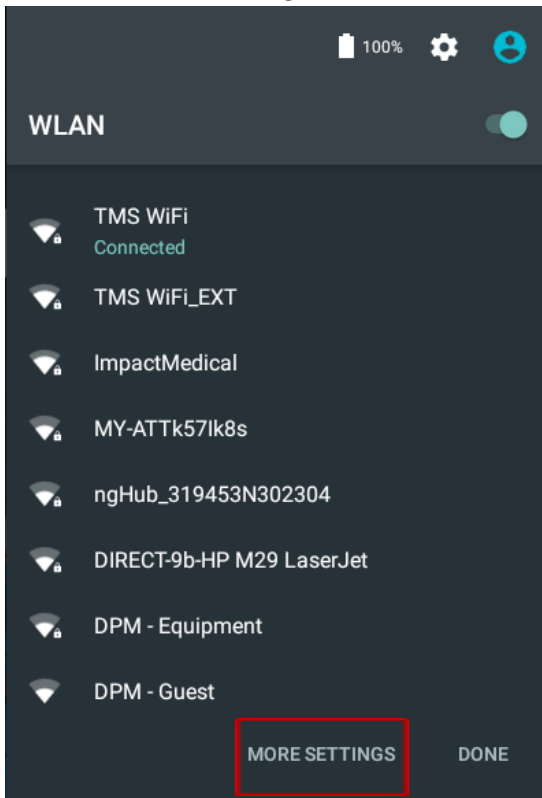 100%
WLAN
TMS WiFi
Connected
TMS WiFi_EXT
ImpactMedical
MY-ATTk57Ik8s
ngHub_319453N302304
DIRECT-9b-HP M29 LaserJet
DPM - Equipment
DPM - Guest
MORE SETTINGS DONE